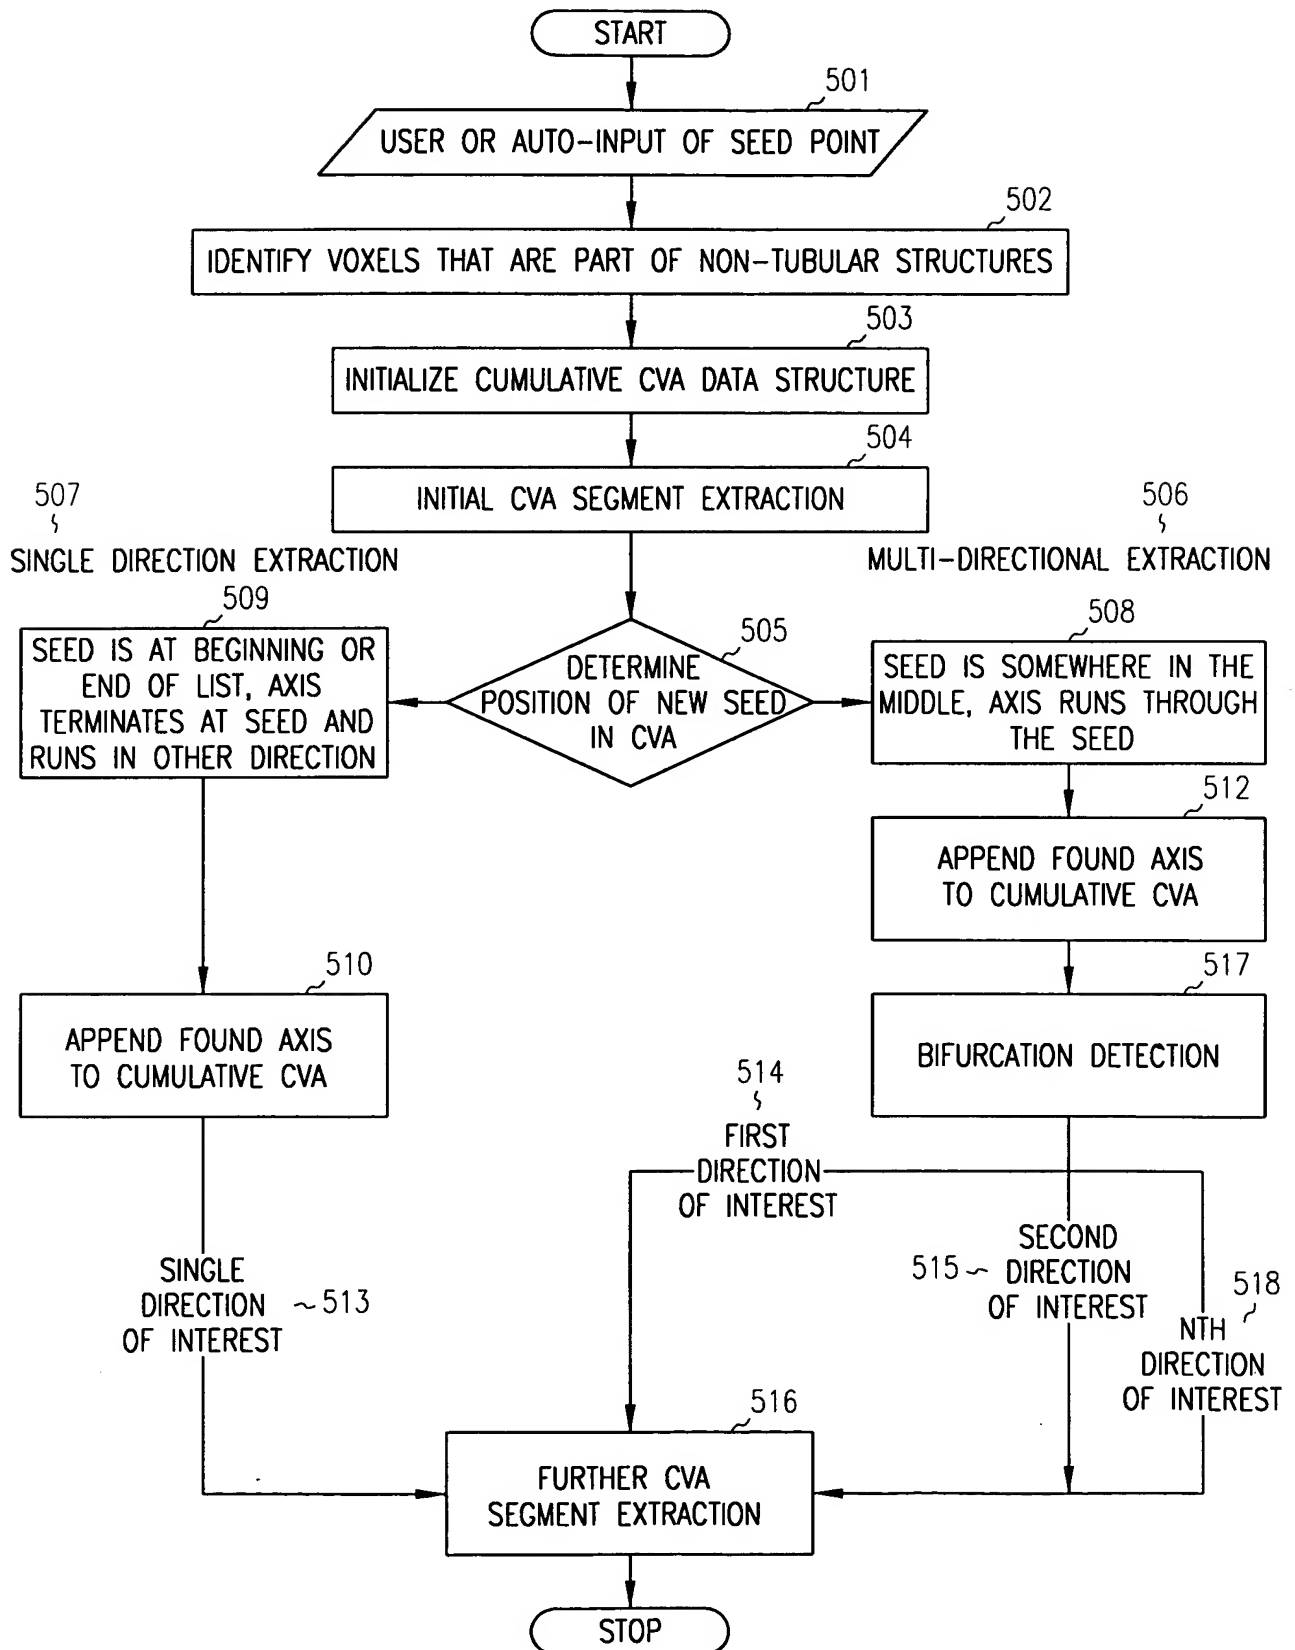 START
501
USER OR AUTO-INPUT OF SEED POINT
502
IDENTIFY VOXELS THAT ARE PART OF NON-TUBULAR STRUCTURES
503
INITIALIZE CUMULATIVE CVA DATA STRUCTURE
504
INITIAL CVA SEGMENT EXTRACTION
507
SINGLE DIRECTION EXTRACTION
506
MULTI-DIRECTIONAL EXTRACTION
509
SEED IS AT BEGINNING OR
END OF LIST, AXIS
TERMINATES AT SEED AND
RUNS IN OTHER DIRECTION
505
DETERMINE
POSITION OF NEW SEED
IN CVA
508
SEED IS SOMEWHERE IN THE
MIDDLE, AXIS RUNS THROUGH
THE SEED
512
APPEND FOUND AXIS
TO CUMULATIVE CVA
510
APPEND FOUND AXIS
TO CUMULATIVE CVA
517
BIFURCATION DETECTION
514
FIRST
DIRECTION
OF INTEREST
SINGLE
DIRECTION
OF INTEREST
513
515
SECOND
DIRECTION
OF INTEREST
518
NTH
DIRECTION
OF INTEREST
516
FURTHER CVA
SEGMENT EXTRACTION
STOP